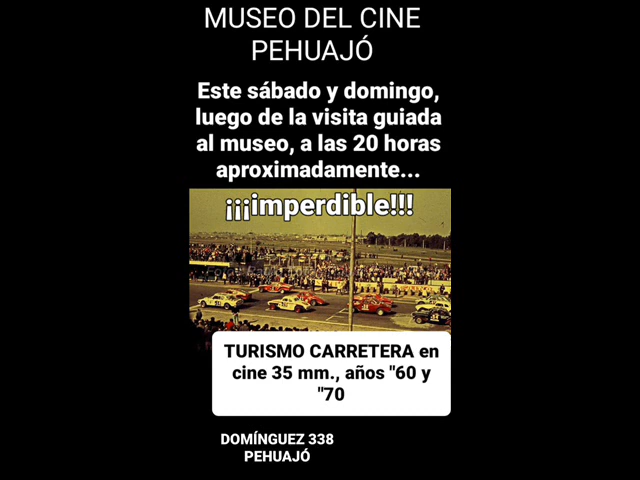 MUSEO DEL CINE
PEHUAJÓ
Este sábado y domingo,
luego de la visita guiada
al museo, a las 20 horas
aproximadamente...
¡¡¡imperdible!!!
TURISMO CARRETERA en
cine 35 mm., años "60 y
"70
DOMÍNGUEZ 338
PEHUAJÓ